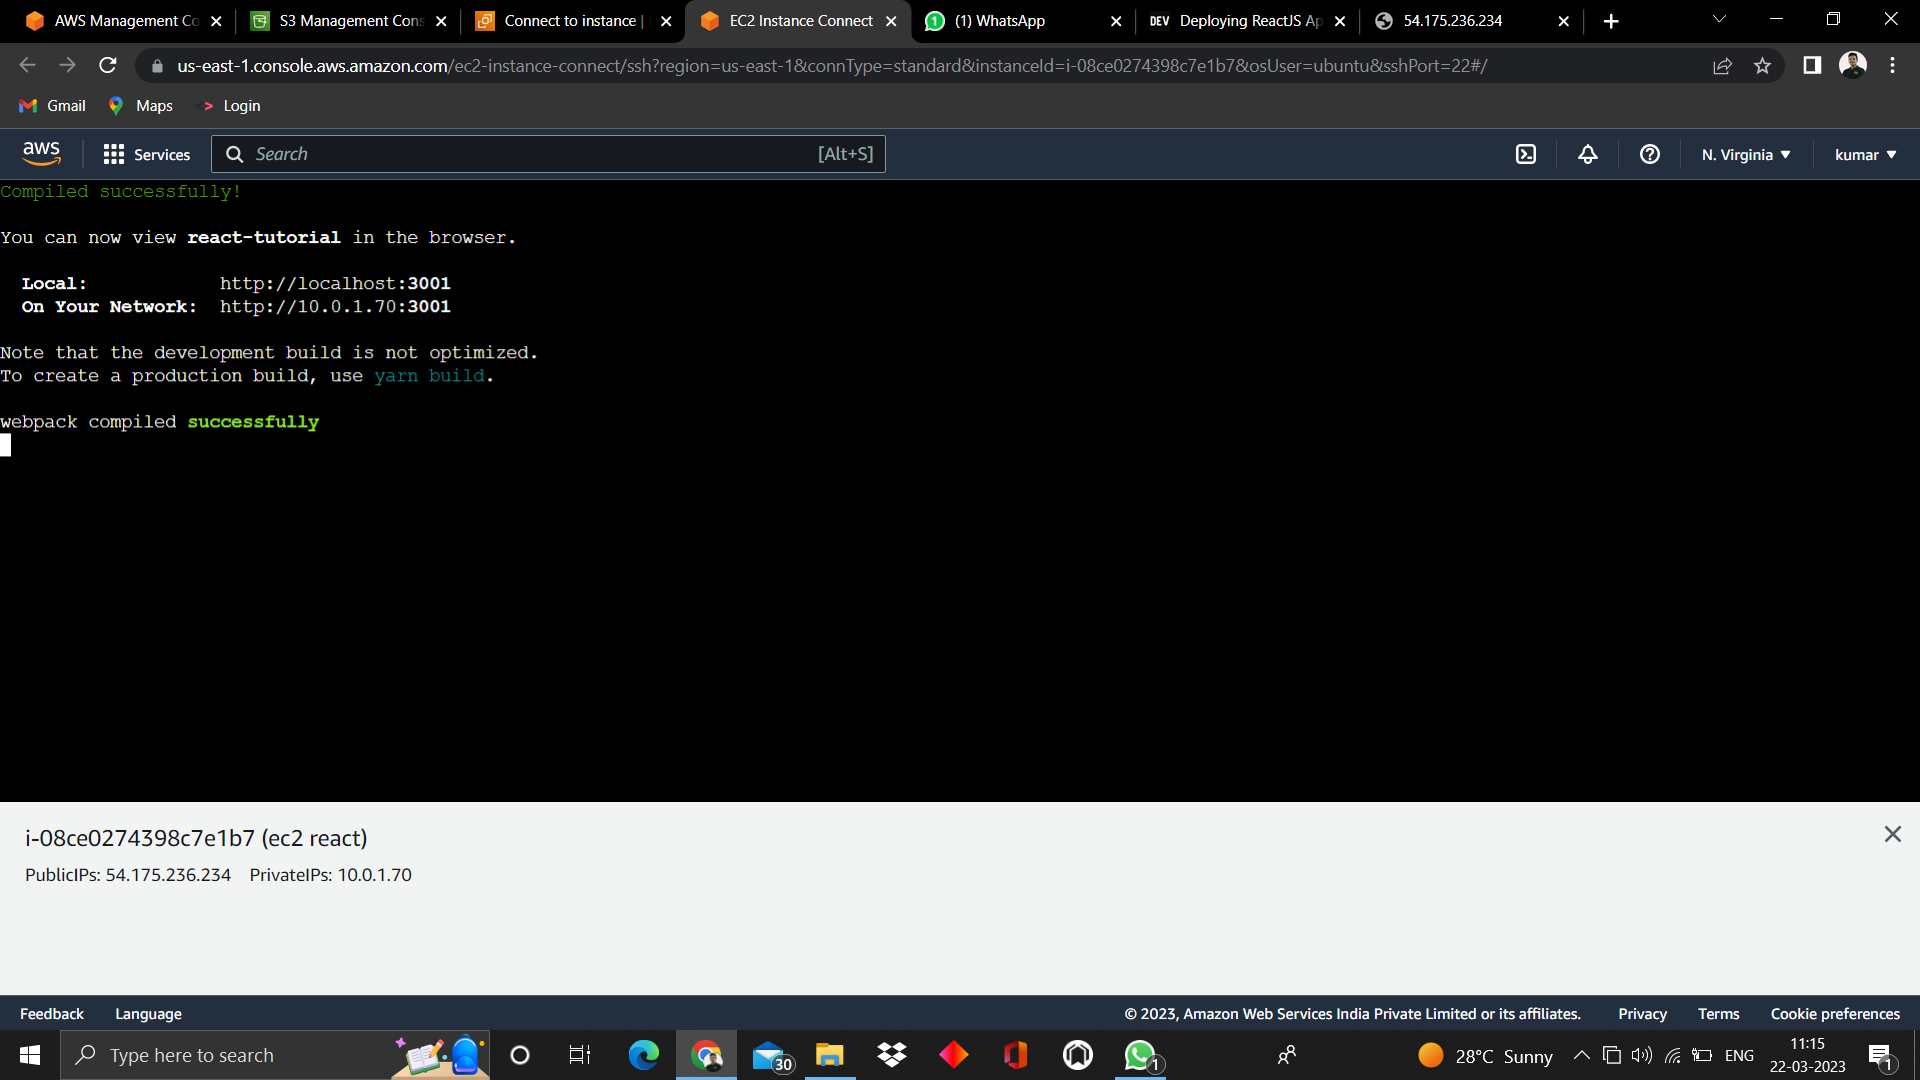 AWS Management Co
S3 Management Cons
Connect to instance |
EC2 Instance Connect
(1) WhatsApp
DEV Deploying ReactJS Ap
54.175.236.234
us-east-1.console.aws.amazon.com/ec2-instance-connect/ssh?region=us-east-1&connType=standard&instanceId=i-08ce0274398c7e1b7&osUser=ubuntu&sshPort=22#/
Gmail Maps Login
aws Services Search [Alt+S] N. Virginia kumar
Compiled successfully!
You can now view react-tutorial in the browser.
Local: http://localhost:3001
On Your Network: http://10.0.1.70:3001
Note that the development build is not optimized.
To create a production build, use yarn build.
webpack compiled successfully
i-08ce0274398c7e1b7 (ec2 react)
PublicIPs: 54.175.236.234 PrivateIPs: 10.0.1.70
Feedback Language © 2023, Amazon Web Services India Private Limited or its affiliates. Privacy Terms Cookie preferences
Type here to search 30 1 28°C Sunny ENG 11:15 1
22-03-2023